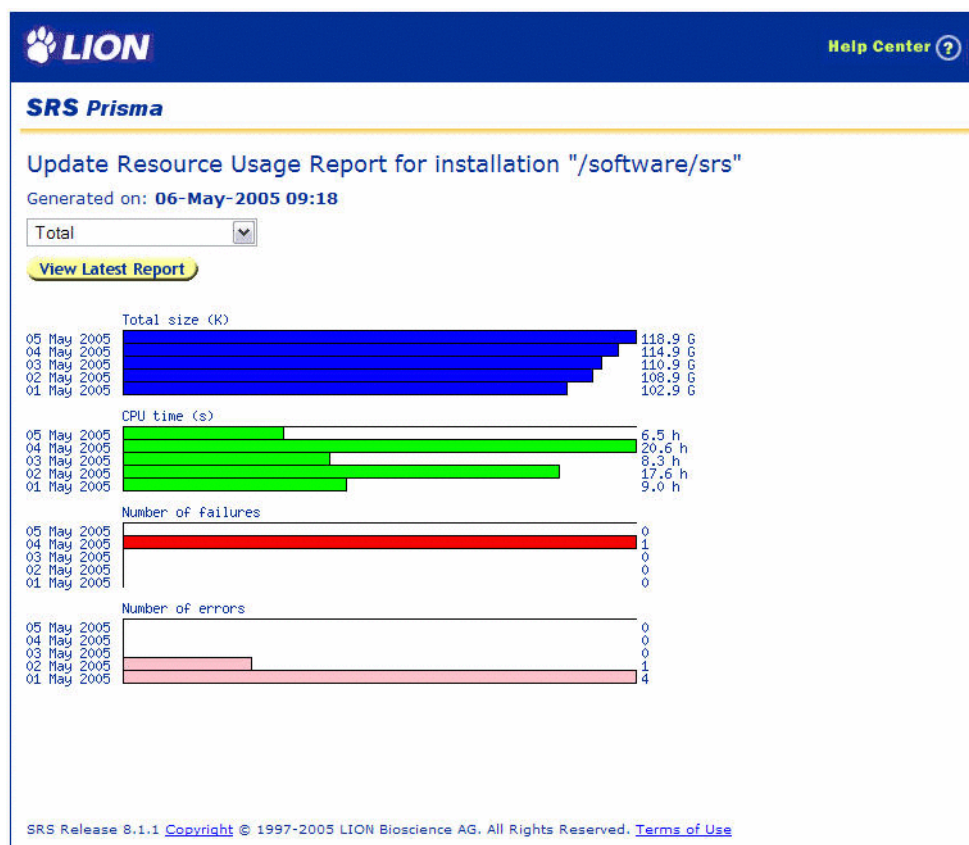 LION
Help Center ?
SRS Prisma
Update Resource Usage Report for installation "/software/srs"
Generated on: 06-May-2005 09:18
Total
View Latest Report
Total size (K)
05 May 2005 118.9 G
04 May 2005 114.9 G
03 May 2005 110.9 G
02 May 2005 108.9 G
01 May 2005 102.9 G
CPU time (s)
05 May 2005 6.5 h
04 May 2005 20.6 h
03 May 2005 8.3 h
02 May 2005 17.6 h
01 May 2005 9.0 h
Number of failures
05 May 2005 0
04 May 2005 1
03 May 2005 0
02 May 2005 0
01 May 2005 0
Number of errors
05 May 2005 0
04 May 2005 0
03 May 2005 0
02 May 2005 1
01 May 2005 4
SRS Release 8.1.1 Copyright © 1997-2005 LION Bioscience AG. All Rights Reserved. Terms of Use